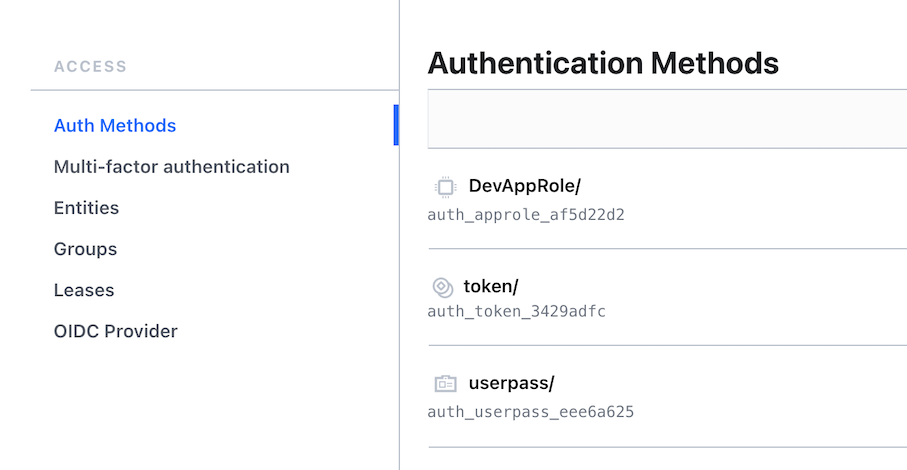 ACCESS
Auth Methods
Multi-factor authentication
Entities
Groups
Leases
OIDC Provider
Authentication Methods
DevAppRole/
auth_approle_af5d22d2
token/
auth_token_3429adfc
userpass/
auth_userpass_eee6a625